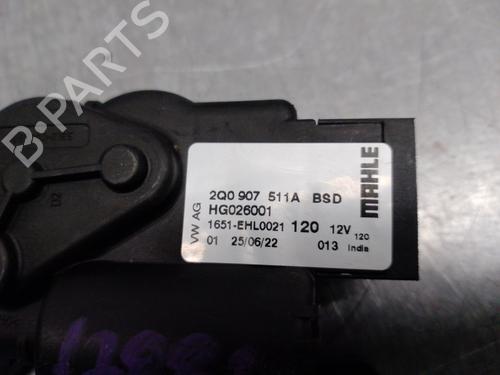 B-PARTS
VW AG
2Q0 907 511A BSD
HG026001
1651-EHL0021 120 12V 120
01 25/06/22 013 India
MAHLE